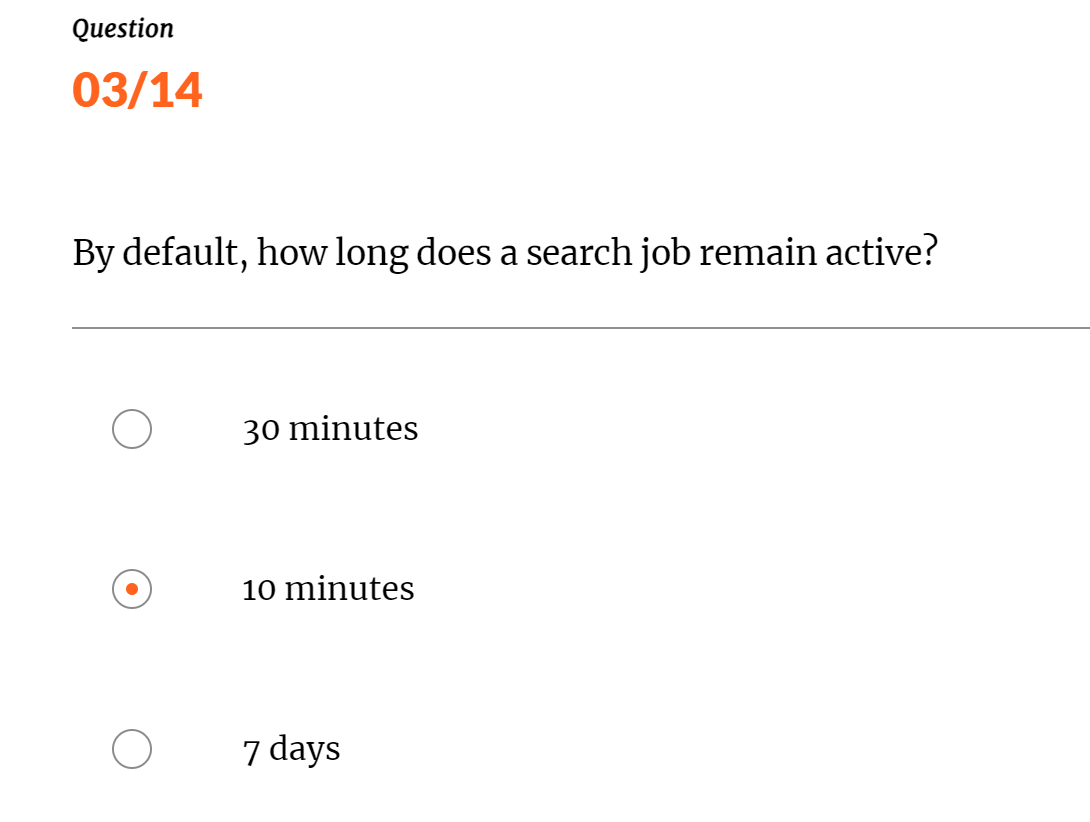 Question
03/14
By default, how long does a search job remain active?
30 minutes
10 minutes
7 days